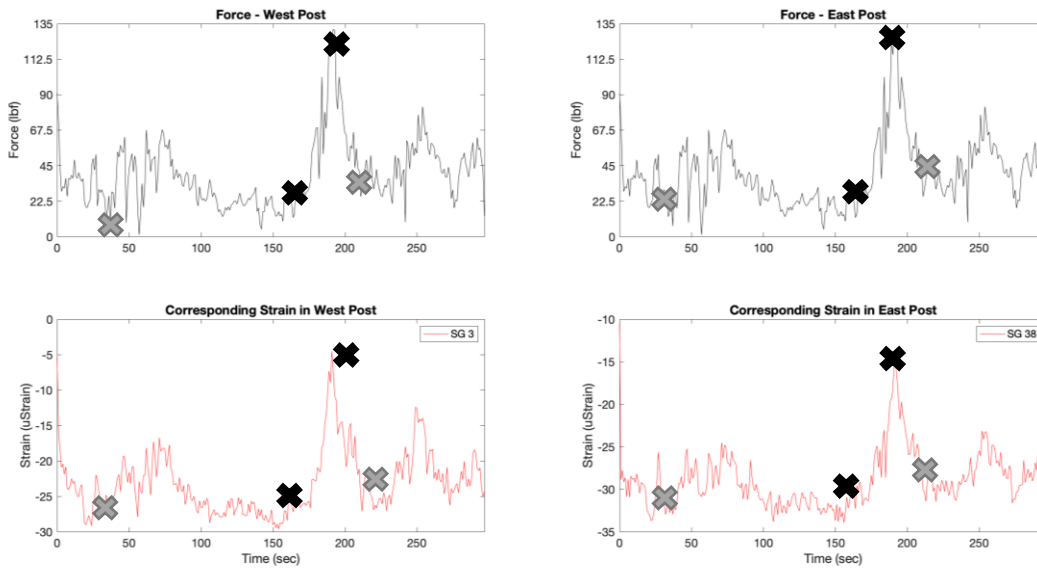 Force - West Post
Force (lbf)
135
112.5
90
67.5
45
22.5
0
0 50 100 150 200 250
Force - East Post
Force (lbf)
135
112.5
90
67.5
45
22.5
0
0 50 100 150 200 250
Corresponding Strain in West Post
SG 3
Strain (uStrain)
0
-5
-10
-15
-20
-25
-30
0 50 100 150 200 250
Time (sec)
Corresponding Strain in East Post
SG 38
Strain (uStrain)
-10
-15
-20
-25
-30
-35
0 50 100 150 200 250
Time (sec)